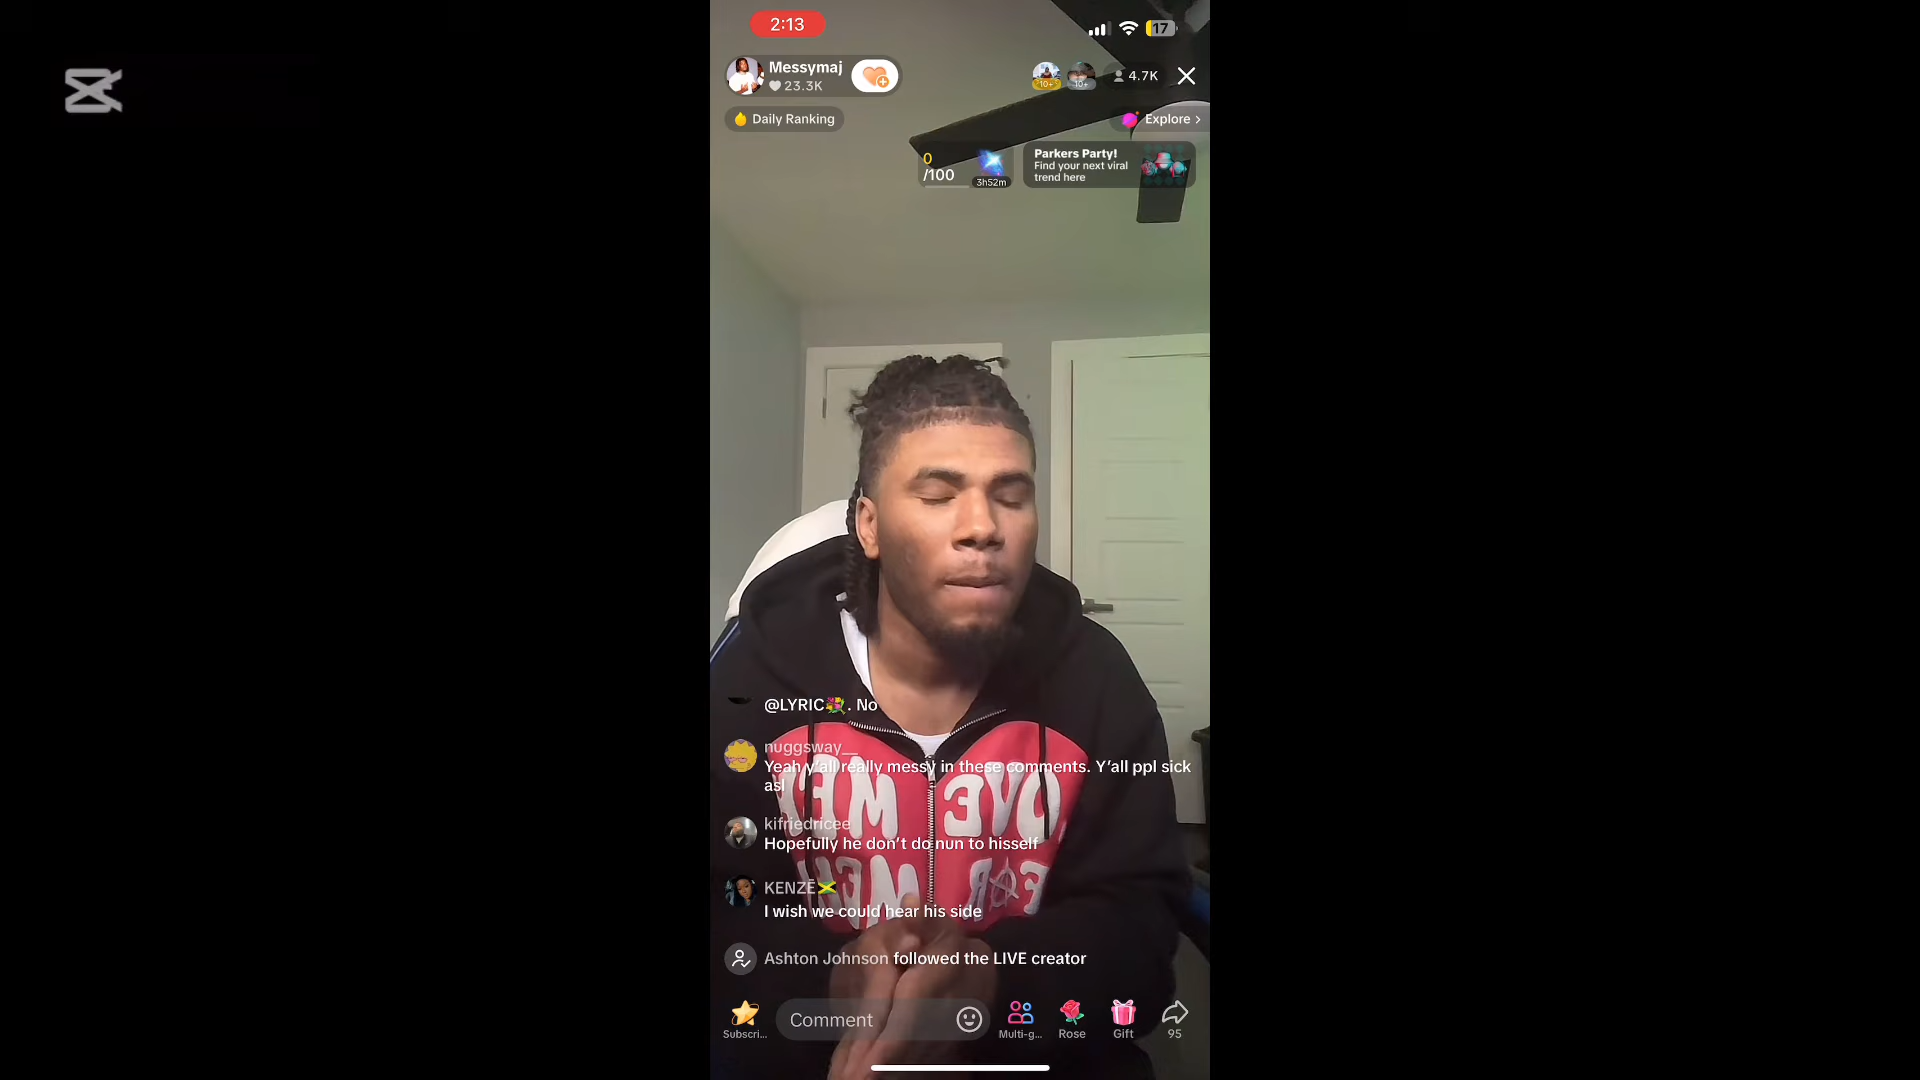 2:13
17
Messymaj
23.3K
10+
10+
4.7K
Daily Ranking
Explore >
0
/100
3h52m
Parkers Party!
Find your next viral
trend here
@LYRIC💐. No
nuggsway__
Yeah y'all really messy in these comments. Y'all ppl sick
asl
kifriedricee
Hopefully he don't do nun to hisself
KENZĒ🇯🇲
I wish we could hear his side
Ashton Johnson followed the LIVE creator
Subscri...
Comment
Multi-g...
Rose
Gift
95